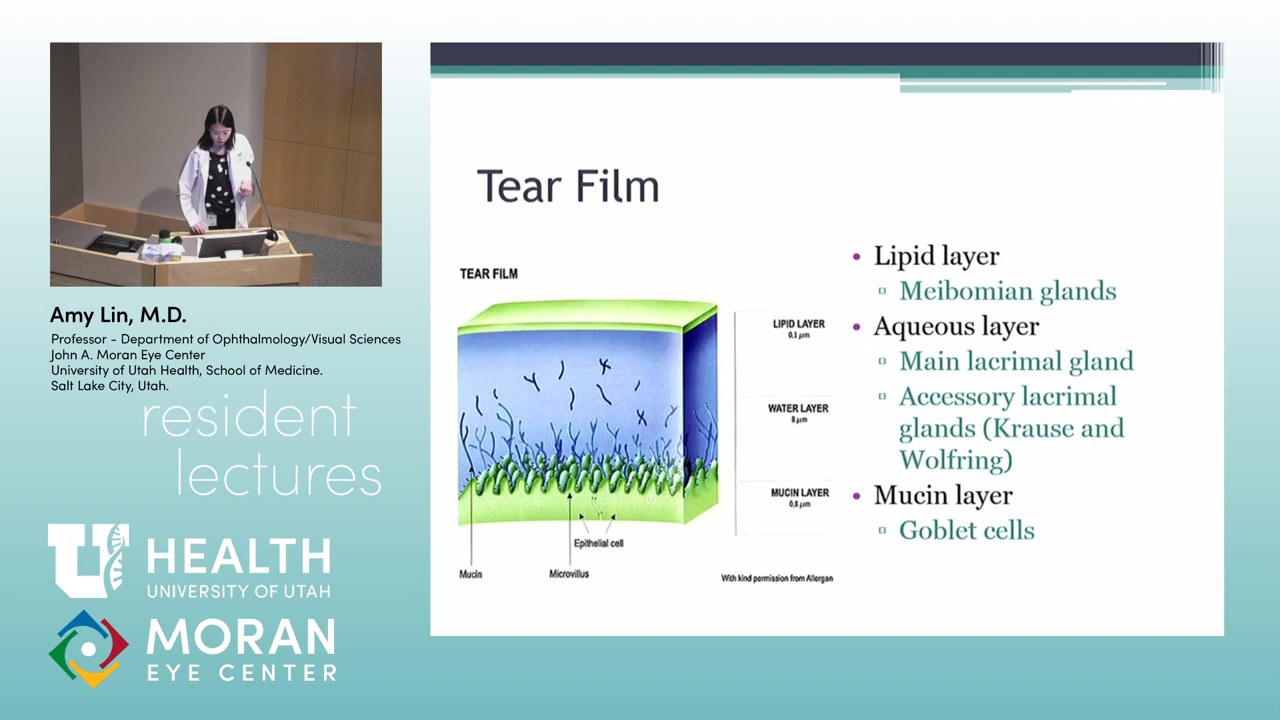 Amy Lin, M.D.
Professor - Department of Ophthalmology/Visual Sciences
John A. Moran Eye Center
University of Utah Health, School of Medicine.
Salt Lake City, Utah.
resident
lectures
U HEALTH
UNIVERSITY OF UTAH
MORAN
EYE CENTER
Tear Film
TEAR FILM
LIPID LAYER
0,1 µm
WATER LAYER
8 µm
MUCIN LAYER
0,8 µm
Epithelial cell
Mucin
Microvillus
With kind permission from Allergan
• Lipid layer
▫ Meibomian glands
• Aqueous layer
▫ Main lacrimal gland
▫ Accessory lacrimal
glands (Krause and
Wolfring)
• Mucin layer
▫ Goblet cells